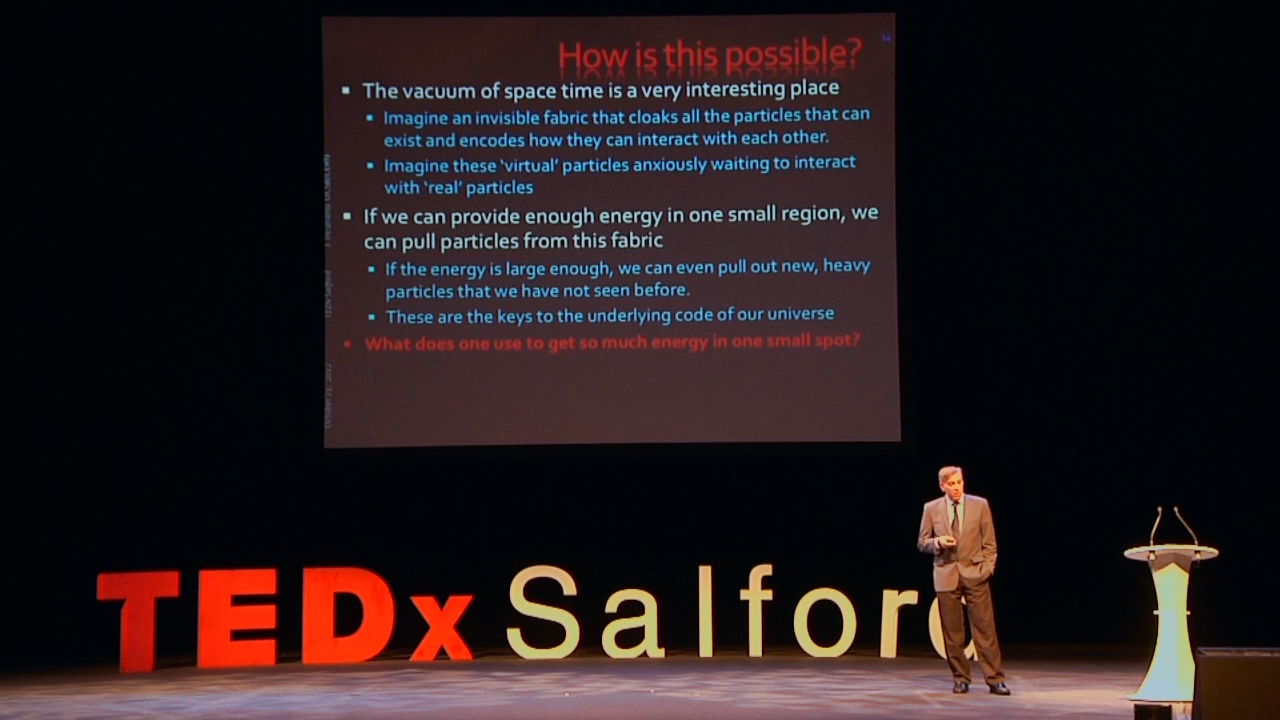 How is this possible?
The vacuum of space time is a very interesting place
Imagine an invisible fabric that cloaks all the particles that can
exist and encodes how they can interact with each other.
Imagine these ‘virtual’ particles anxiously waiting to interact
with ‘real’ particles
If we can provide enough energy in one small region, we
can pull particles from this fabric
If the energy is large enough, we can even pull out new, heavy
particles that we have not seen before.
These are the keys to the underlying code of our universe
What does one use to get so much energy in one small spot?
TEDx Salford
TEDxSalfor